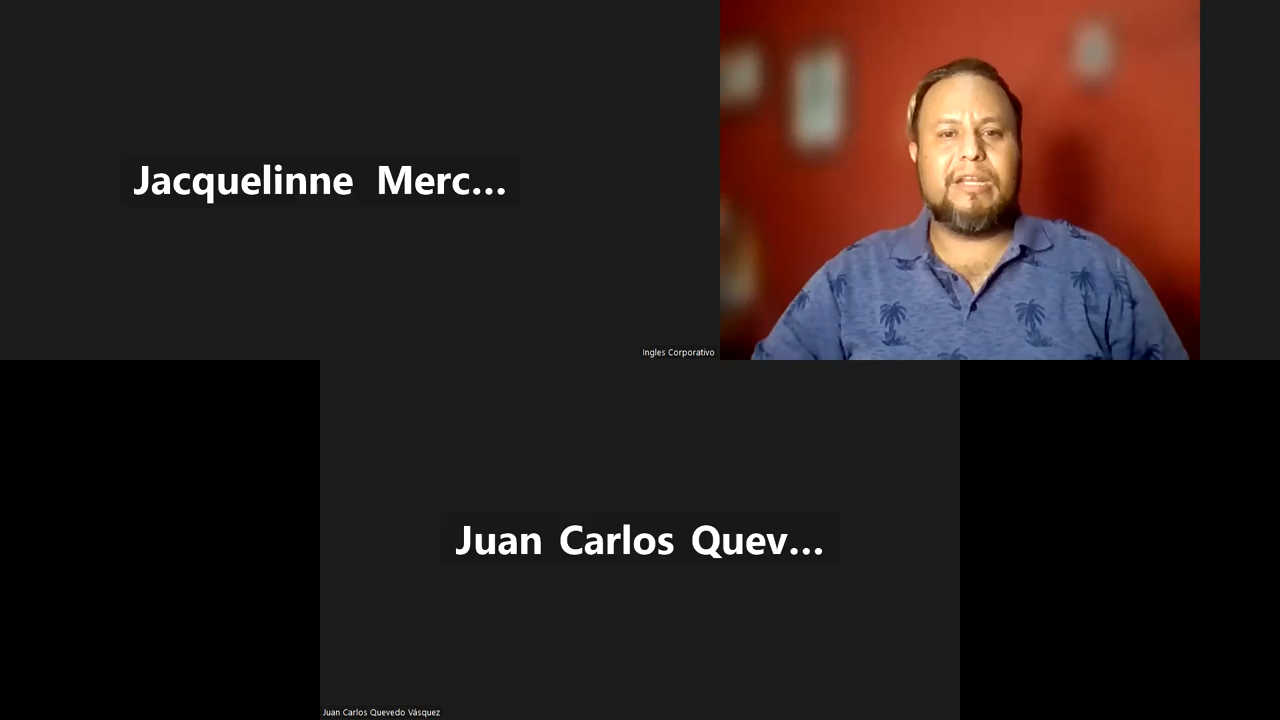 Jacquelinne Merc...
Ingles Corporativo
Juan Carlos Quev...
Juan Carlos Quevedo Vásquez